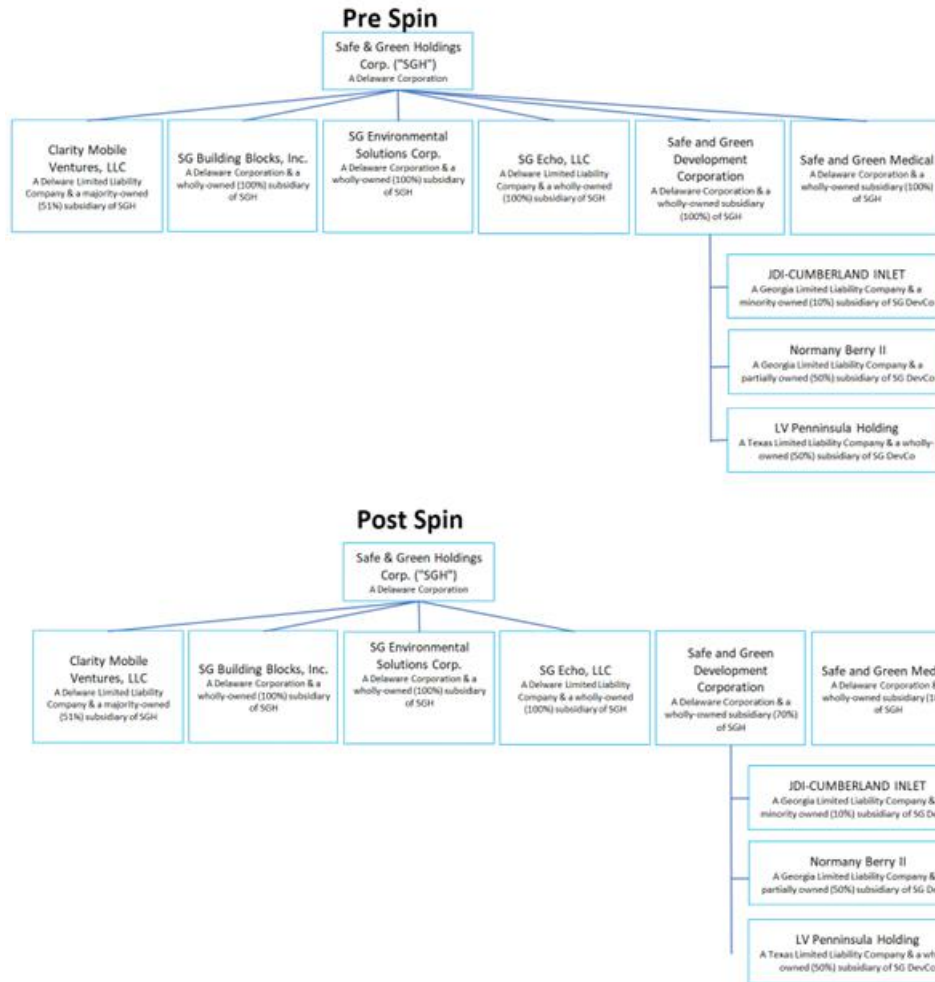 Pre Spin
Safe & Green Holdings
Corp. ("SGH")
A Delaware Corporation
Clarity Mobile
Ventures, LLC
A Delware Limited Liability
Company & a majority-owned
(51%) subsidiary of SGH
SG Building Blocks, Inc.
A Delaware Corporation & a
wholly-owned (100%) subsidiary
of SGH
SG Environmental
Solutions Corp.
A Delaware Corporation & a
wholly-owned (100%) subsidiary
of SGH
SG Echo, LLC
A Delware Limited Liability
Company & a wholly-owned
(100%) subsidiary of SGH
Safe and Green
Development
Corporation
A Delaware Corporation & a
wholly-owned subsidiary
(100%) of SGH
Safe and Green Medical
A Delaware Corporation & a
wholly-owned subsidiary (100%)
of SGH
JDI-CUMBERLAND INLET
A Georgia Limited Liability Company & a
minority owned (10%) subsidiary of SG DevCo
Normany Berry II
A Georgia Limited Liability Company & a
partially owned (50%) subsidiary of SG DevCo
LV Penninsula Holding
A Texas Limited Liability Company & a wholly-
owned (50%) subsidiary of SG DevCo
Post Spin
Safe & Green Holdings
Corp. ("SGH")
A Delaware Corporation
Clarity Mobile
Ventures, LLC
A Delware Limited Liability
Company & a majority-owned
(51%) subsidiary of SGH
SG Building Blocks, Inc.
A Delaware Corporation & a
wholly-owned (100%) subsidiary
of SGH
SG Environmental
Solutions Corp.
A Delaware Corporation & a
wholly-owned (100%) subsidiary
of SGH
SG Echo, LLC
A Delware Limited Liability
Company & a wholly-owned
(100%) subsidiary of SGH
Safe and Green
Development
Corporation
A Delaware Corporation & a
wholly-owned subsidiary (70%)
of SGH
Safe and Green Med
A Delaware Corporation &
wholly-owned subsidiary
of SGH
JDI-CUMBERLAND INLET
A Georgia Limited Liability Company &
minority owned (10%) subsidiary of SG
Normany Berry II
A Georgia Limited Liability Company &
partially owned (50%) subsidiary of SG
LV Penninsula Holding
A Texas Limited Liability Company & a
owned (50%) subsidiary of SG DevCo